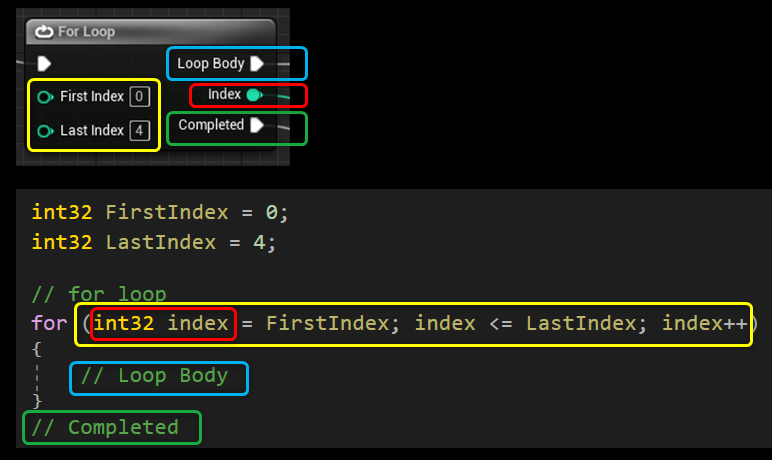 For Loop
Loop Body
First Index 0
Index
Last Index 4
Completed
int32 FirstIndex = 0;
int32 LastIndex = 4;
// for loop
for (int32 index = FirstIndex; index <= LastIndex; index++)
{
// Loop Body
}
// Completed